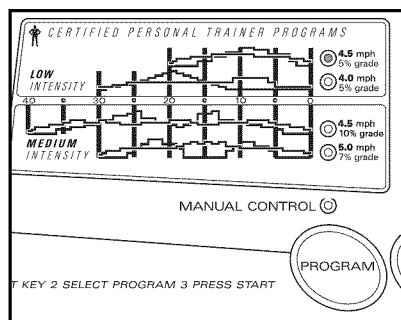 CERTIFIED PERSONAL TRAINER PROGRAMS
4.5 mph
5% grade
LOW
INTENSITY
4.0 mph
5% grade
40 30 20 10 0
4.5 mph
10% grade
MEDIUM
INTENSITY
5.0 mph
7% grade
MANUAL CONTROL
PROGRAM
T KEY 2 SELECT PROGRAM 3 PRESS START